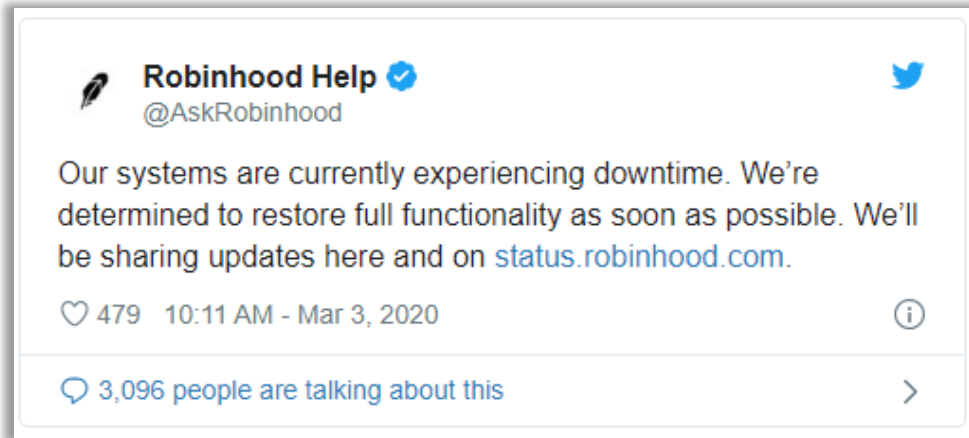 Robinhood Help
@AskRobinhood
Our systems are currently experiencing downtime. We’re
determined to restore full functionality as soon as possible. We’ll
be sharing updates here and on status.robinhood.com.
479 10:11 AM - Mar 3, 2020
3,096 people are talking about this